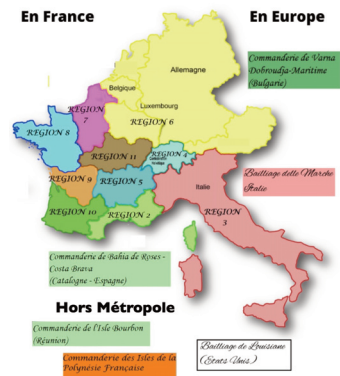 En France
En Europe
Commanderie de Varna
Dobroudja-Maritime
(Bulgarie)
Allemagne
Belgique
Luxembourg
REGION 6
REGION
7
REGION 8
REGION 11
REGION 4
REGION 9
REGION 5
REGION 10
REGION 2
Bailliage delle Marche
Italie
Italie
REGION
3
Commanderie de Bahia de Roses -
Costa Brava
(Catalogne - Espagne)
Hors Métropole
Commanderie de l'Isle Bourbon
(Réunion)
Commanderie des Isles de la
Polynésie Française
Bailliage de Louisiane
(Etats Unis)